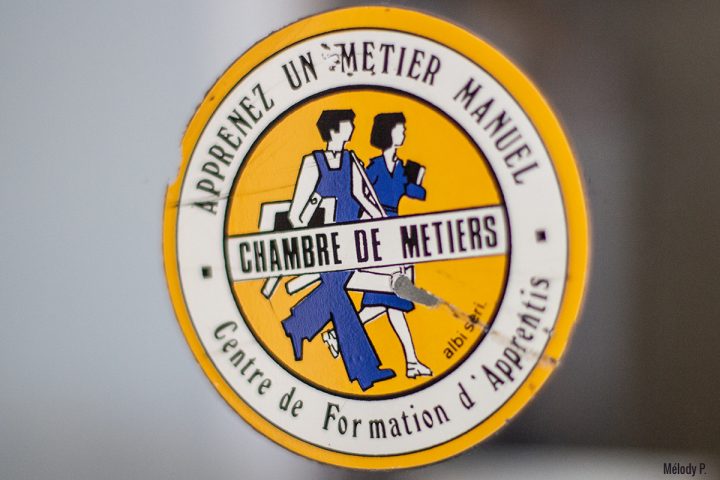 APPRENEZ UN METIER MANUEL
CHAMBRE DE METIERS
albi seri.
Centre de Formation d'Apprentis
Mélody P.